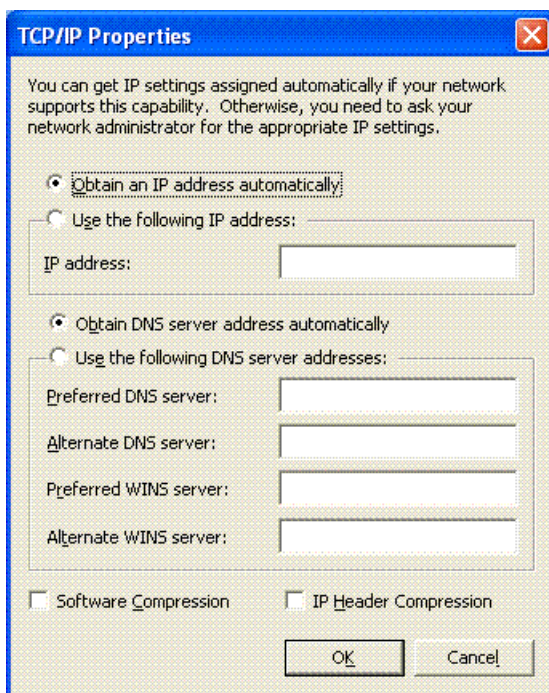 TCP/IP Properties
You can get IP settings assigned automatically if your network
supports this capability. Otherwise, you need to ask your
network administrator for the appropriate IP settings.
Obtain an IP address automatically
Use the following IP address:
IP address:
Obtain DNS server address automatically
Use the following DNS server addresses:
Preferred DNS server:
Alternate DNS server:
Preferred WINS server:
Alternate WINS server:
Software Compression
IP Header Compression
OK
Cancel